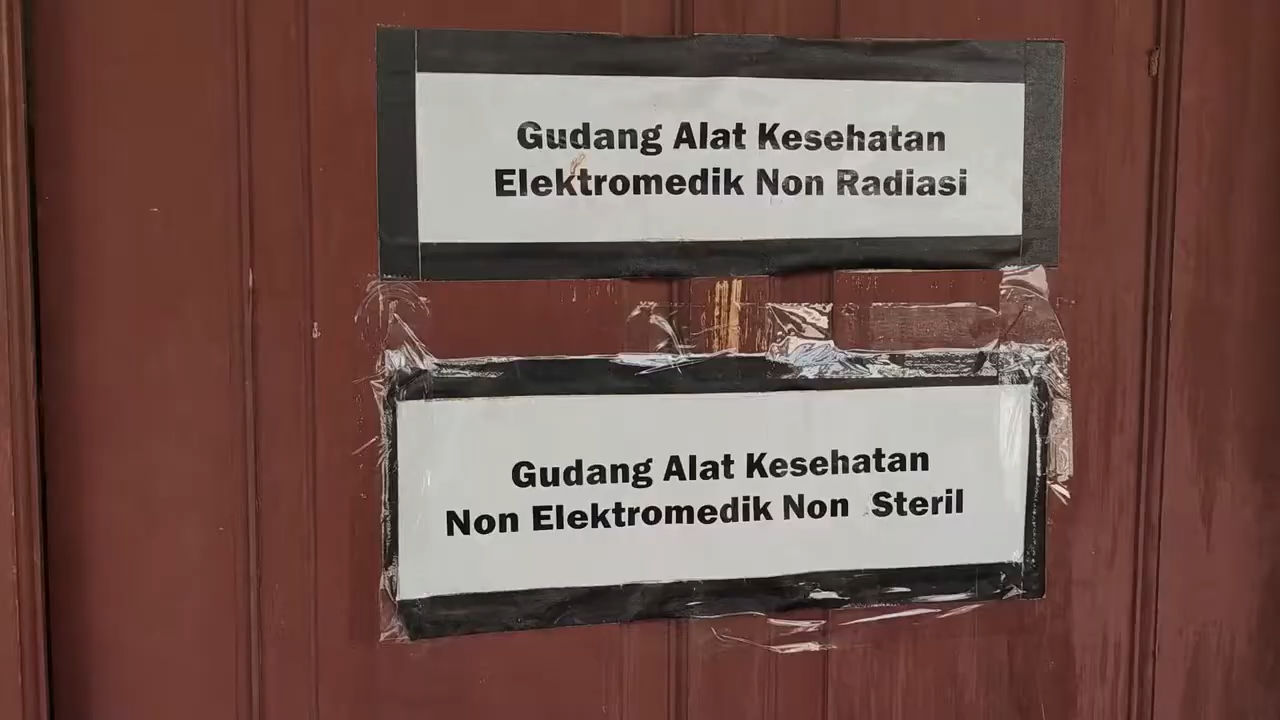 Gudang Alat Kesehatan
Elektromedik Non Radiasi
Gudang Alat Kesehatan
Non Elektromedik Non Steril